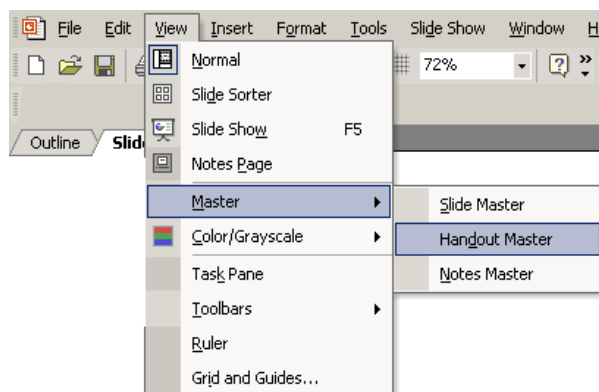 File Edit View Insert Format Tools Slide Show Window H
72%
Normal
Slide Sorter
Slide Show F5
Notes Page
Outline Slid
Master
Slide Master
Color/Grayscale
Handout Master
Task Pane
Notes Master
Toolbars
Ruler
Grid and Guides...